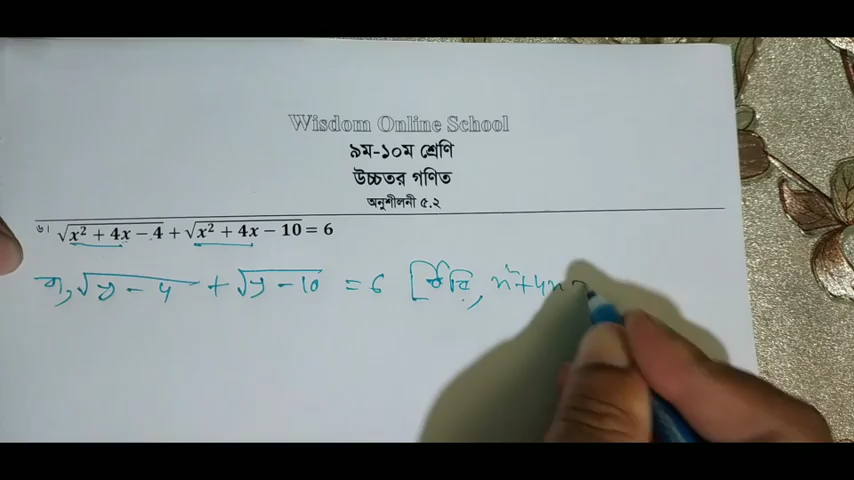 Wisdom Online School
৯ম-১০ম শ্রেণি
উচ্চতর গণিত
অনুশীলনী ৫.২
৬। √(x² + 4x − 4) + √(x² + 4x − 10) = 6
বা, √(y − 4) + √(y − 10) = 6 [ধরি, x² + 4x =